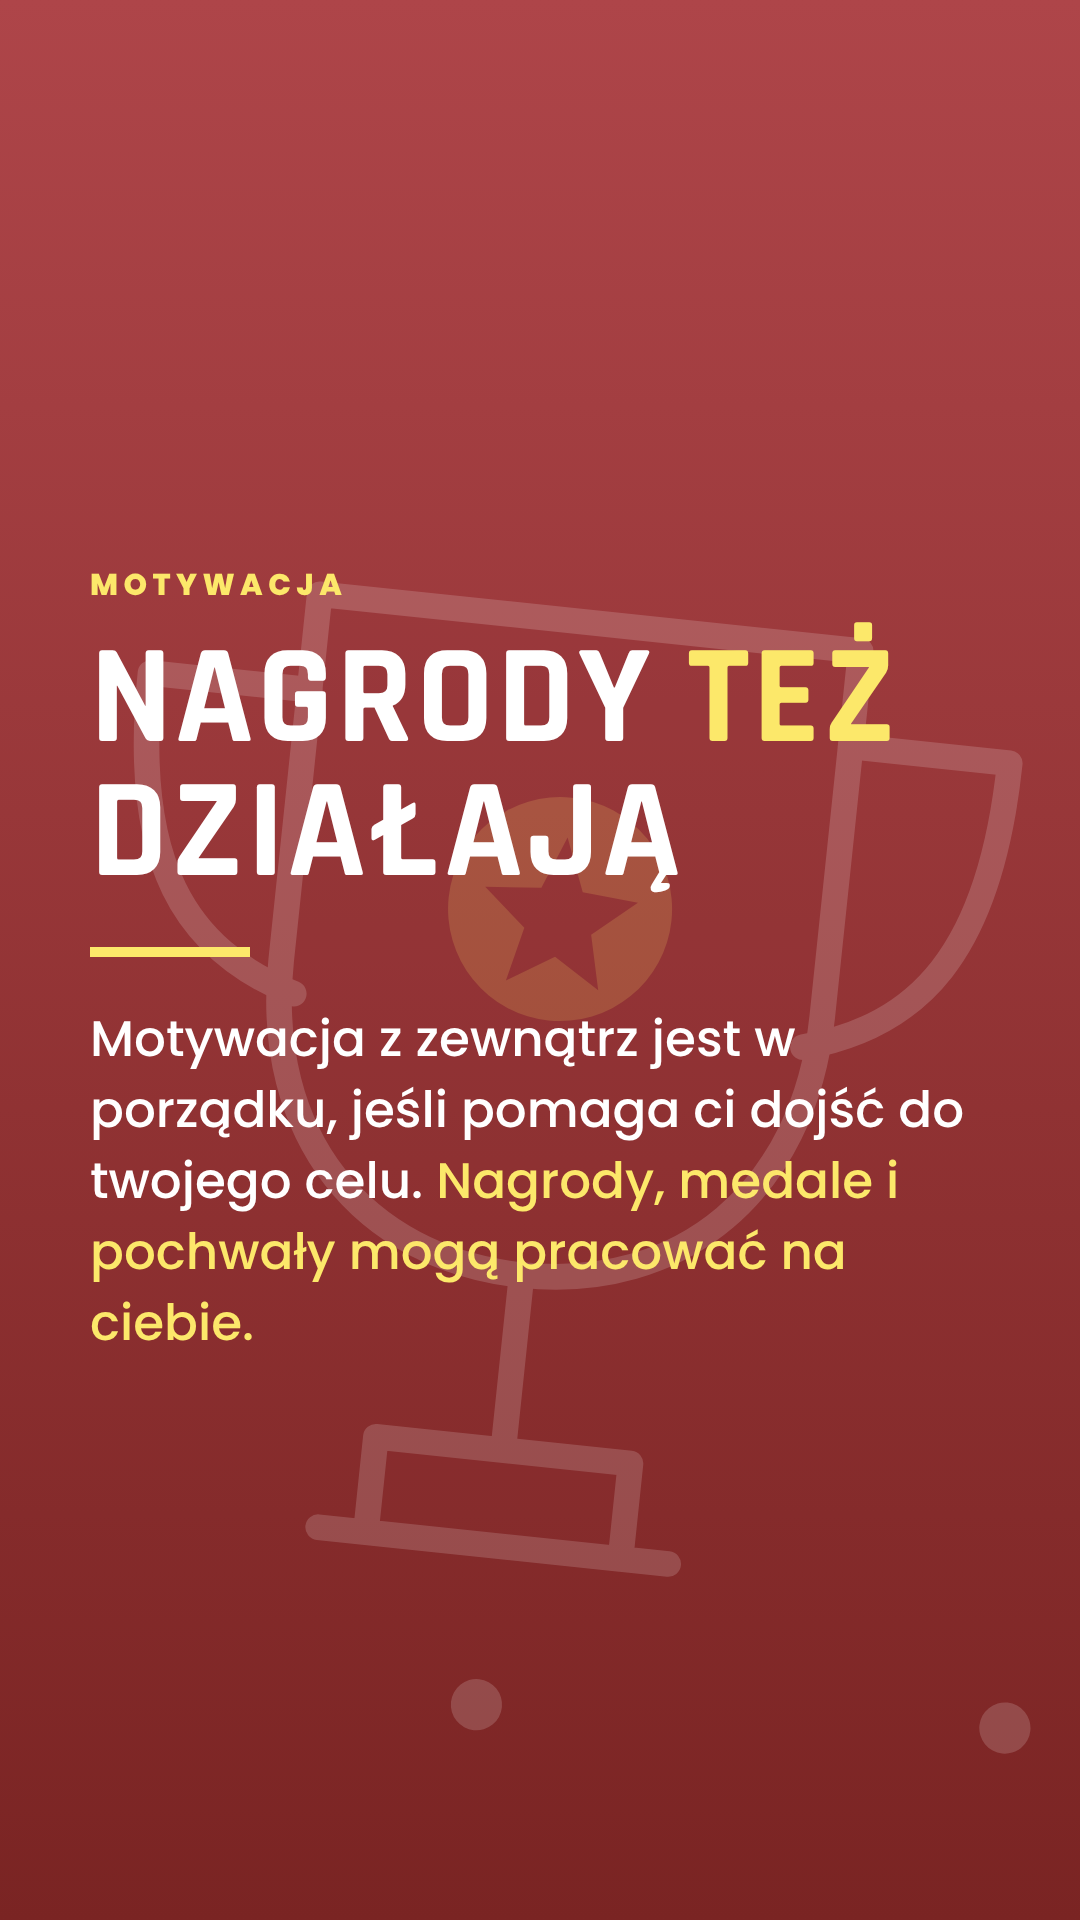 MOTYWACJA
NAGRODY TEŻ
DZIAŁAJĄ
Motywacja z zewnątrz jest w
porządku, jeśli pomaga ci dojść do
twojego celu. Nagrody, medale i
pochwały mogą pracować na
ciebie.